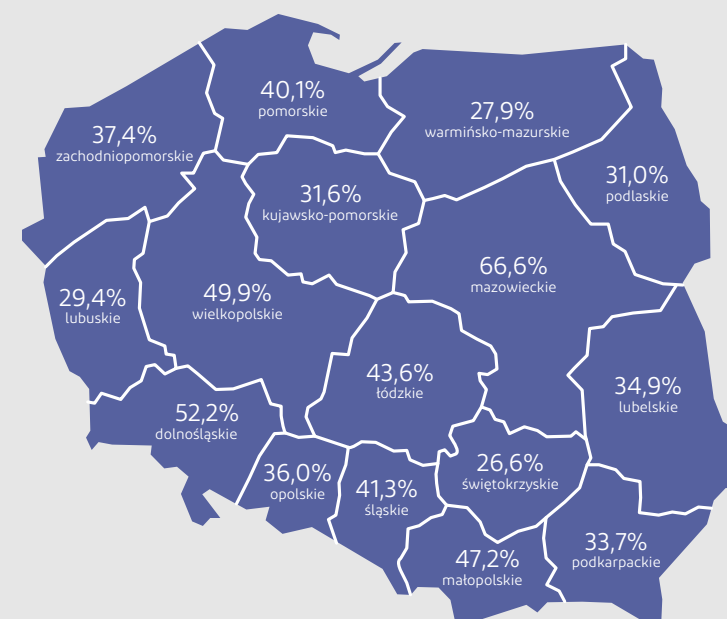 40,1%
pomorskie
27,9%
warmińsko-mazurskie
37,4%
zachodniopomorskie
31,0%
podlaskie
31,6%
kujawsko-pomorskie
66,6%
mazowieckie
49,9%
wielkopolskie
29,4%
lubuskie
43,6%
łódzkie
34,9%
lubelskie
52,2%
dolnośląskie
26,6%
świętokrzyskie
36,0%
opolskie
41,3%
śląskie
33,7%
podkarpackie
47,2%
małopolskie